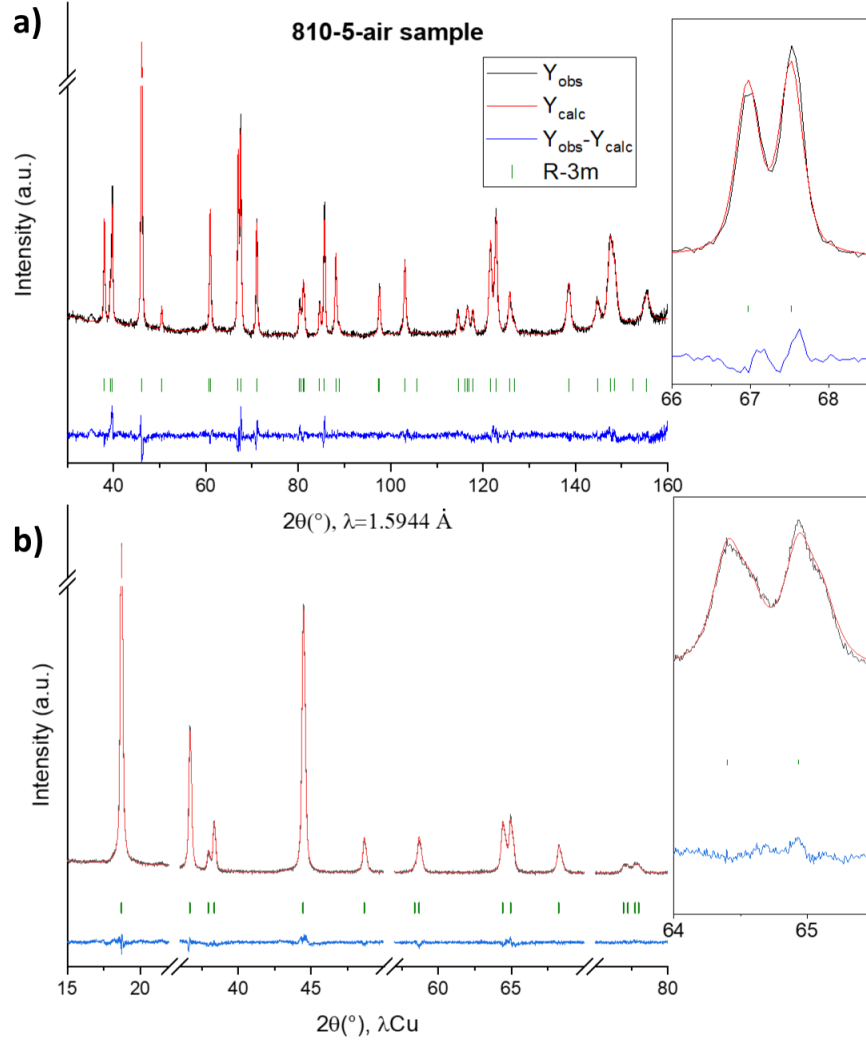 a)
810-5-air sample
Yobs
Ycalc
Yobs-Ycalc
R-3m
Intensity (a.u.)
40 60 80 100 120 140 160
2θ(°), λ=1.5944 Å
66 67 68
b)
Intensity (a.u.)
15 20 40 45 60 65 80
2θ(°), λCu
64 65